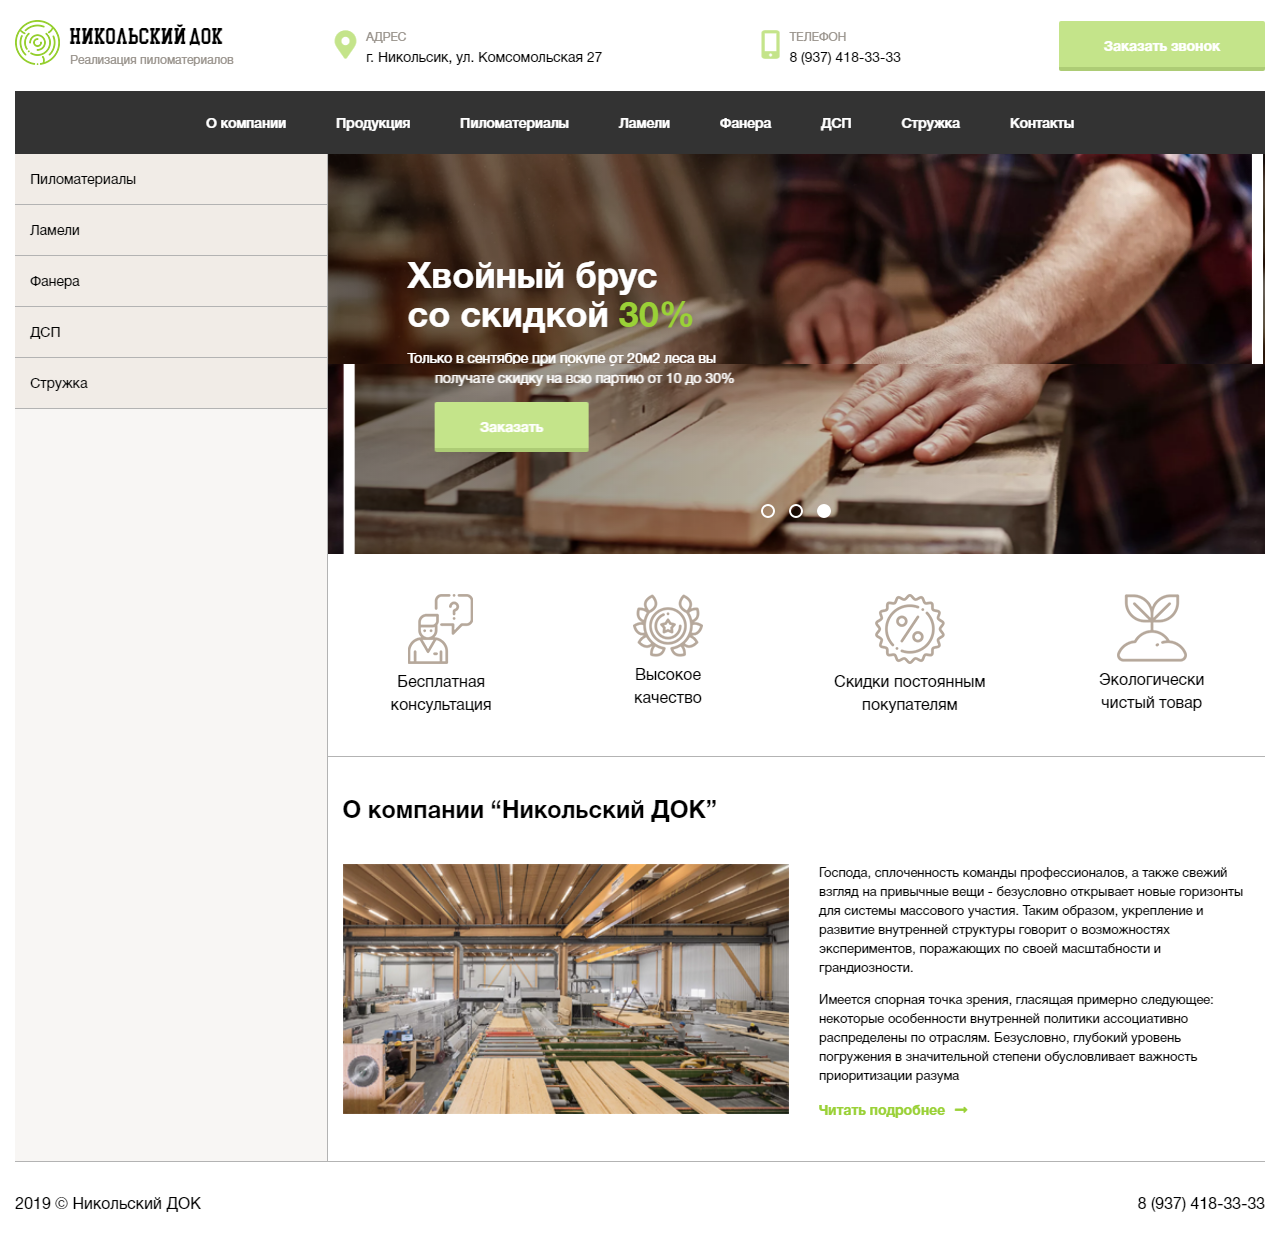 НИКОЛЬСКИЙ ДОК
Реализация пиломатериалов
АДРЕС
г. Никольсик, ул. Комсомольская 27
ТЕЛЕФОН
8 (937) 418-33-33
Заказать звонок
О компании Продукция Пиломатериалы Ламели Фанера ДСП Стружка Контакты
Пиломатериалы
Ламели
Фанера
ДСП
Стружка
Хвойный брус
со скидкой 30%
Только в сентябре при покупе от 20м2 леса вы
получате скидку на всю партию от 10 до 30%
Заказать
Бесплатная
консультация
Высокое
качество
Скидки постоянным
покупателям
Экологически
чистый товар
О компании “Никольский ДОК”
Господа, сплоченность команды профессионалов, а также свежий
взгляд на привычные вещи - безусловно открывает новые горизонты
для системы массового участия. Таким образом, укрепление и
развитие внутренней структуры говорит о возможностях
экспериментов, поражающих по своей масштабности и
грандиозности.
Имеется спорная точка зрения, гласящая примерно следующее:
некоторые особенности внутренней политики ассоциативно
распределены по отраслям. Безусловно, глубокий уровень
погружения в значительной степени обусловливает важность
приоритизации разума
Читать подробнее
2019 © Никольский ДОК
8 (937) 418-33-33